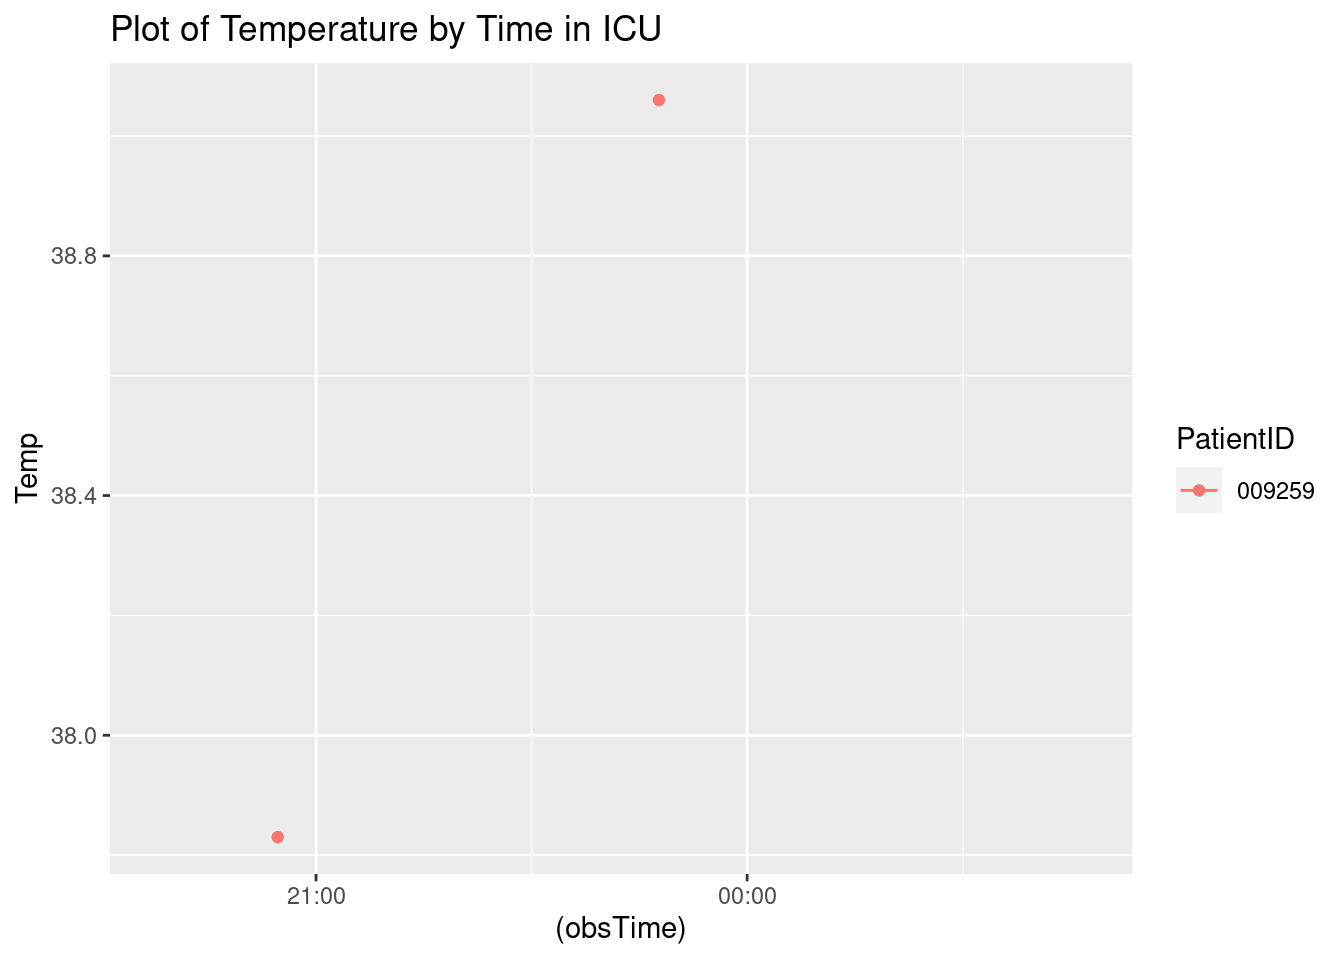 Plot of Temperature by Time in ICU
38.8
38.4
38.0
Temp
21:00
00:00
(obsTime)
PatientID
009259